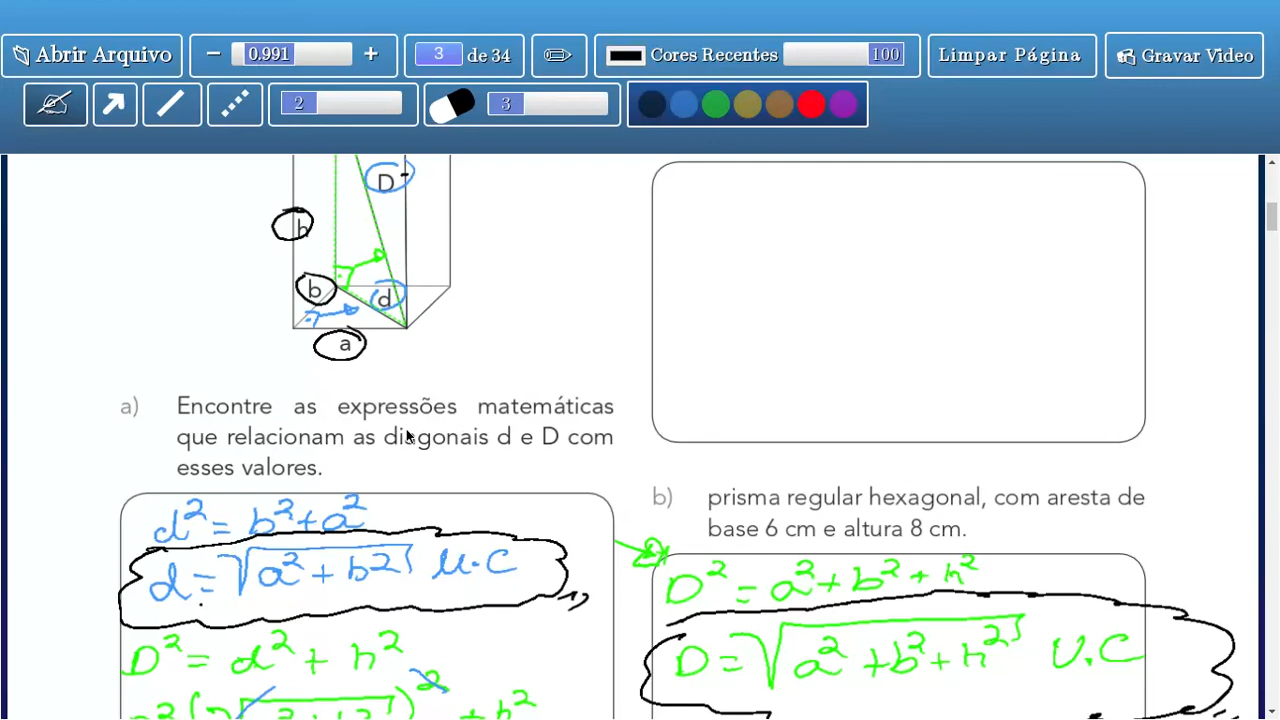 Abrir Arquivo
− 0.991 +
3 de 34
Cores Recentes 100
Limpar Página
Gravar Video
2
3
D
h
b
d
a
a) Encontre as expressões matemáticas
que relacionam as diagonais d e D com
esses valores.
d² = b² + a²
d = √a² + b² u.c
D² = d² + h²
b) prisma regular hexagonal, com aresta de
base 6 cm e altura 8 cm.
D² = a² + b² + h²
D = √a² + b² + h² U.C